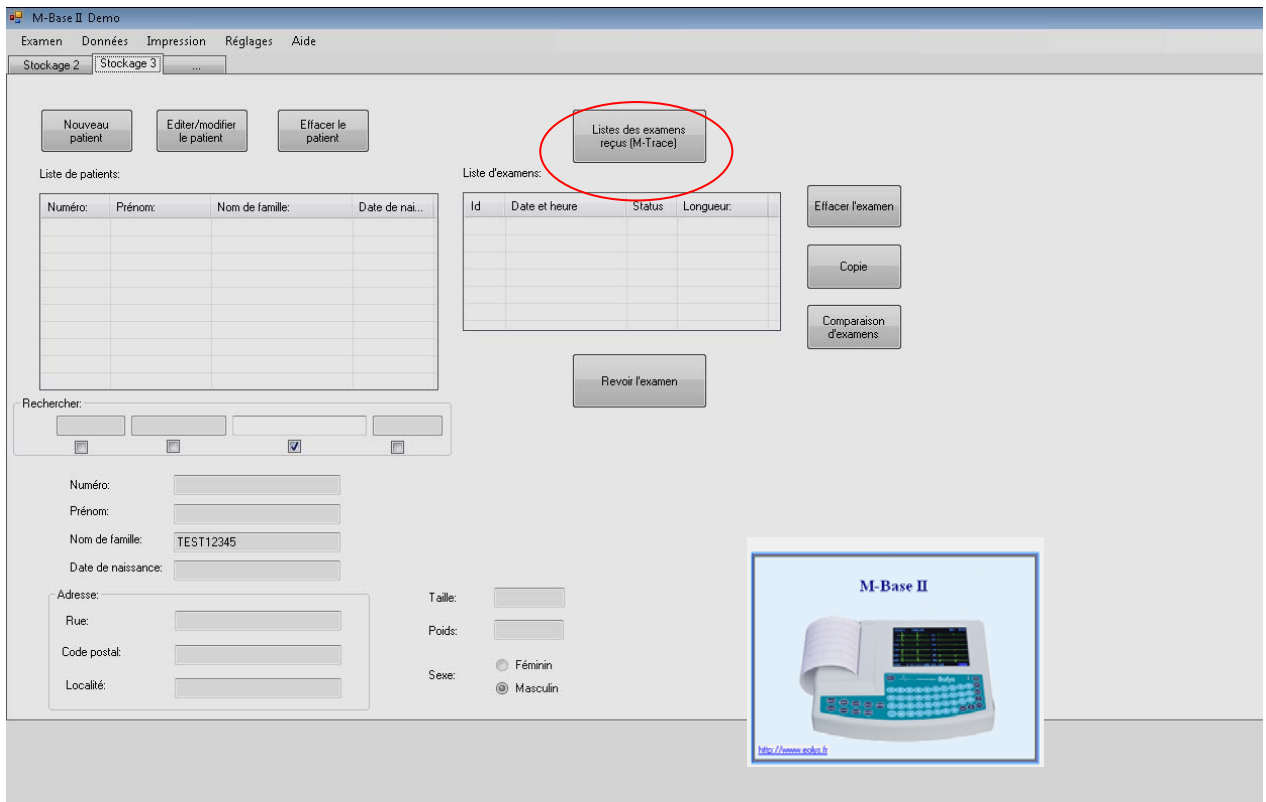 M-Base II Demo
Examen Données Impression Réglages Aide
Stockage 2 Stockage 3 ...
Nouveau
patient
Editer/modifier
le patient
Effacer le
patient
Listes des examens
reçus (M-Trace)
Liste de patients:
Liste d'examens:
Numéro: Prénom: Nom de famille: Date de nai...
Id Date et heure Status Longueur:
Effacer l'examen
Copie
Comparaison
d'examens
Revoir l'examen
Rechercher:
Numéro:
Prénom:
Nom de famille: TEST12345
Date de naissance:
Adresse:
Rue:
Code postal:
Localité:
Taille:
Poids:
Sexe:
Féminin
Masculin
M-Base II
eolys
http://www.eolys.fr